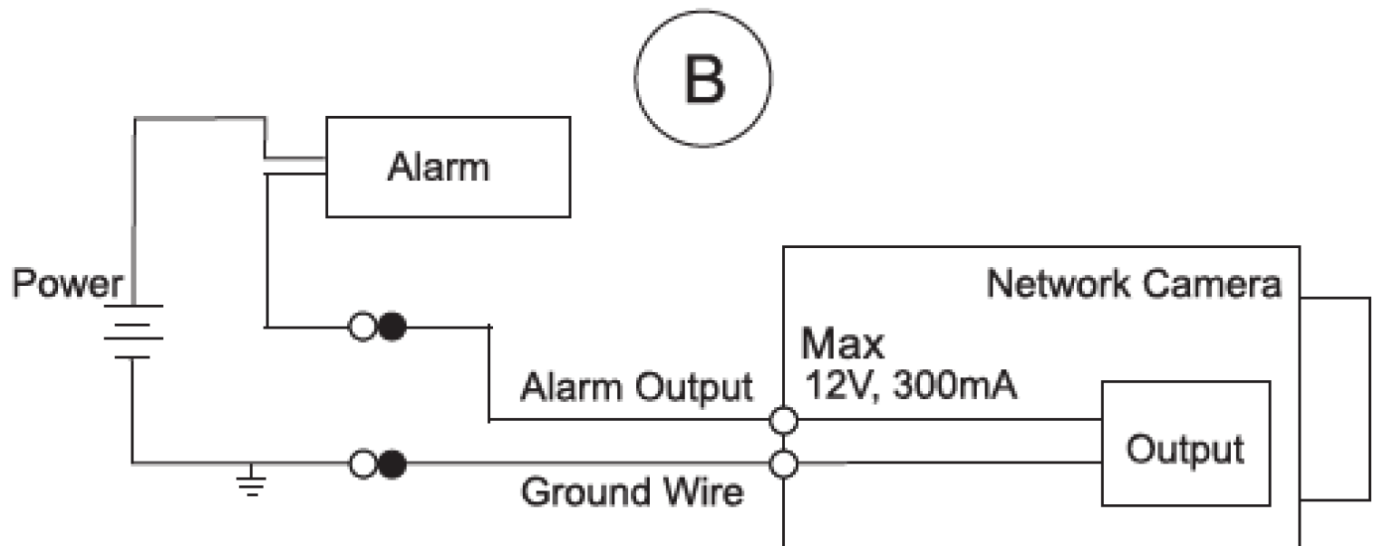 B
Alarm
Power
Network Camera
Max
12V, 300mA
Alarm Output
Output
Ground Wire